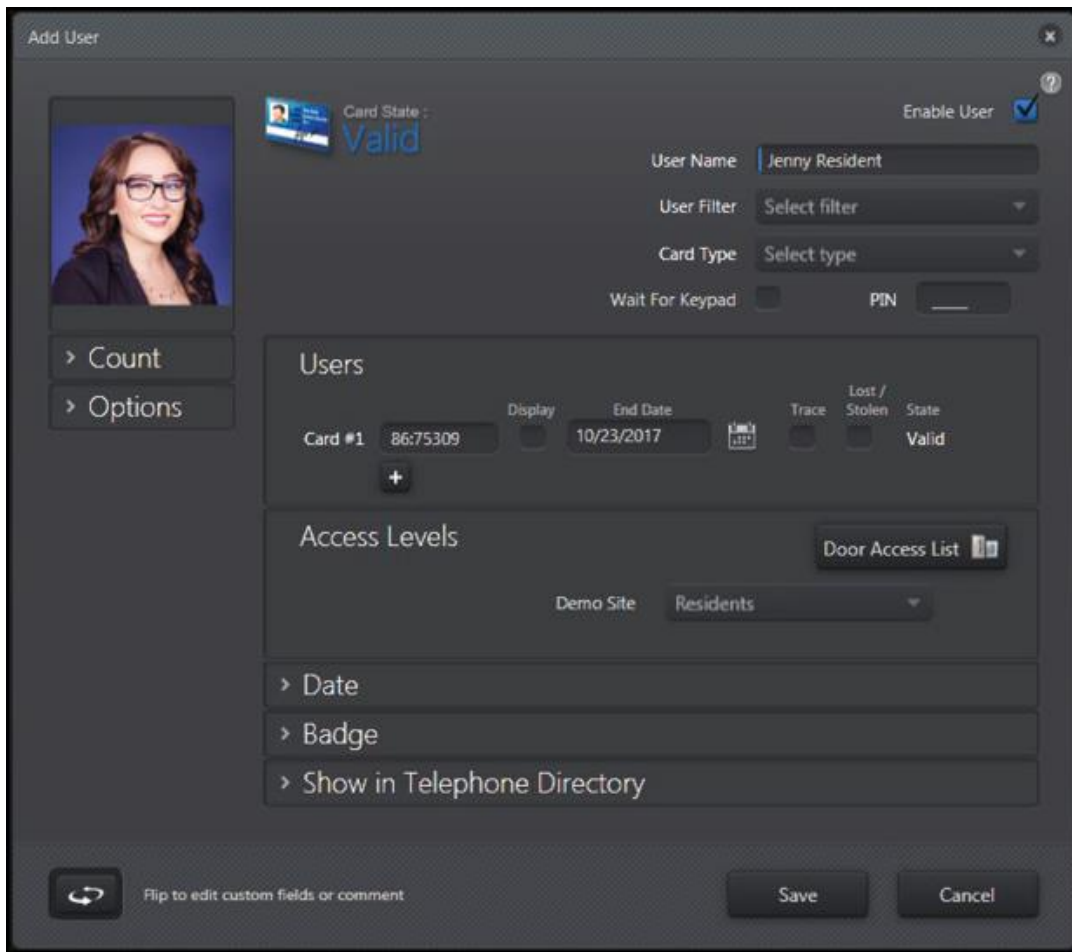 Add User
Card State :
Valid
Enable User
User Name Jenny Resident
User Filter Select filter
Card Type Select type
Wait For Keypad PIN ____
> Count
> Options
Users
Display End Date Trace Lost / Stolen State
Card #1 86:75309 10/23/2017 Valid
+
Access Levels
Door Access List
Demo Site Residents
> Date
> Badge
> Show in Telephone Directory
Flip to edit custom fields or comment Save Cancel